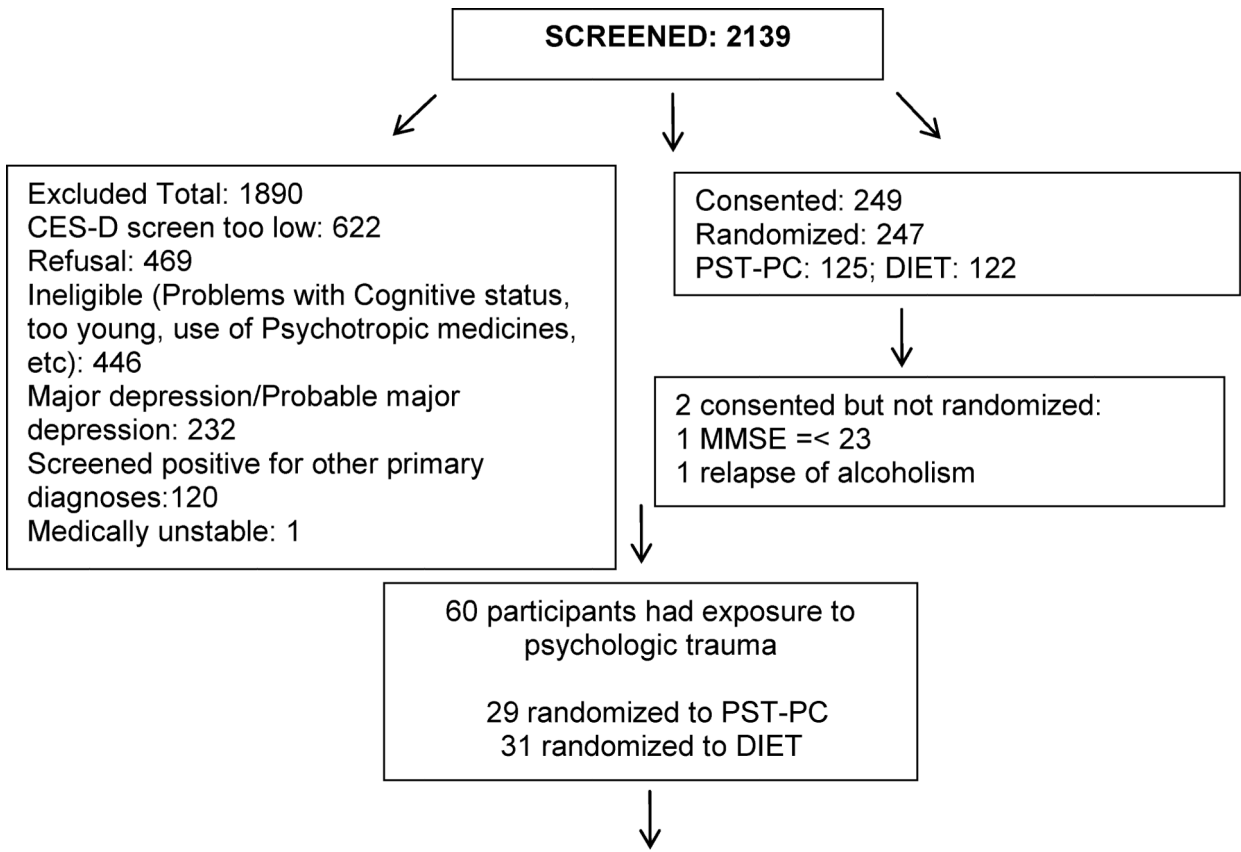 SCREENED: 2139
Excluded Total: 1890
CES-D screen too low: 622
Refusal: 469
Ineligible (Problems with Cognitive status,
too young, use of Psychotropic medicines,
etc): 446
Major depression/Probable major
depression: 232
Screened positive for other primary
diagnoses:120
Medically unstable: 1
Consented: 249
Randomized: 247
PST-PC: 125; DIET: 122
2 consented but not randomized:
1 MMSE =< 23
1 relapse of alcoholism
60 participants had exposure to
psychologic trauma
29 randomized to PST-PC
31 randomized to DIET